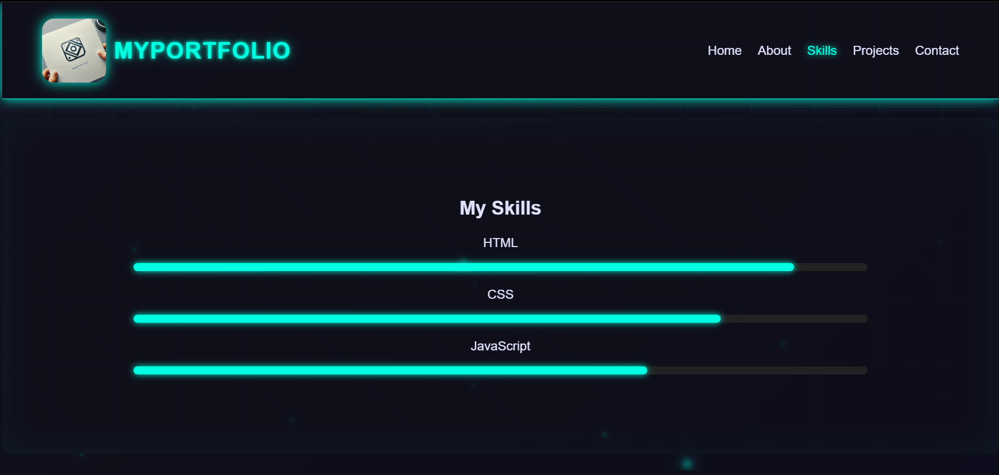 MYPORTFOLIO
Home About Skills Projects Contact
My Skills
HTML
CSS
JavaScript